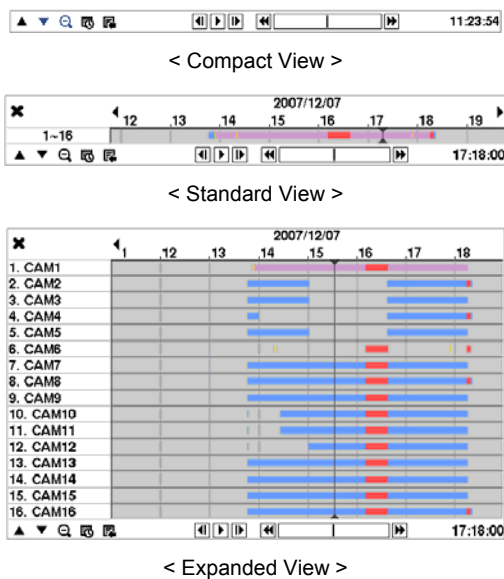 11:23:54
< Compact View >
2007/12/07
12 13 14 15 16 17 18 19
1~16
17:18:00
< Standard View >
2007/12/07
1 12 13 14 15 16 17 18
1. CAM1
2. CAM2
3. CAM3
4. CAM4
5. CAM5
6. CAM6
7. CAM7
8. CAM8
9. CAM9
10. CAM10
11. CAM11
12. CAM12
13. CAM13
14. CAM14
15. CAM15
16. CAM16
17:18:00
< Expanded View >